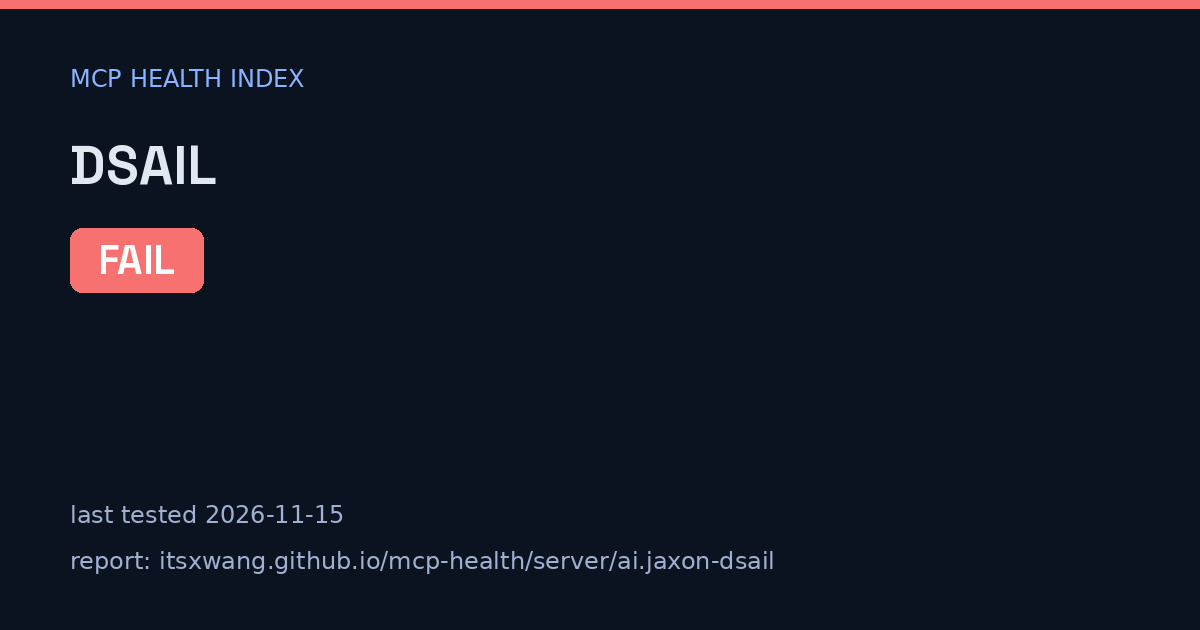 MCP HEALTH INDEX
DSAIL
FAIL
last tested 2026-11-15
report: itsxwang.github.io/mcp-health/server/ai.jaxon-dsail